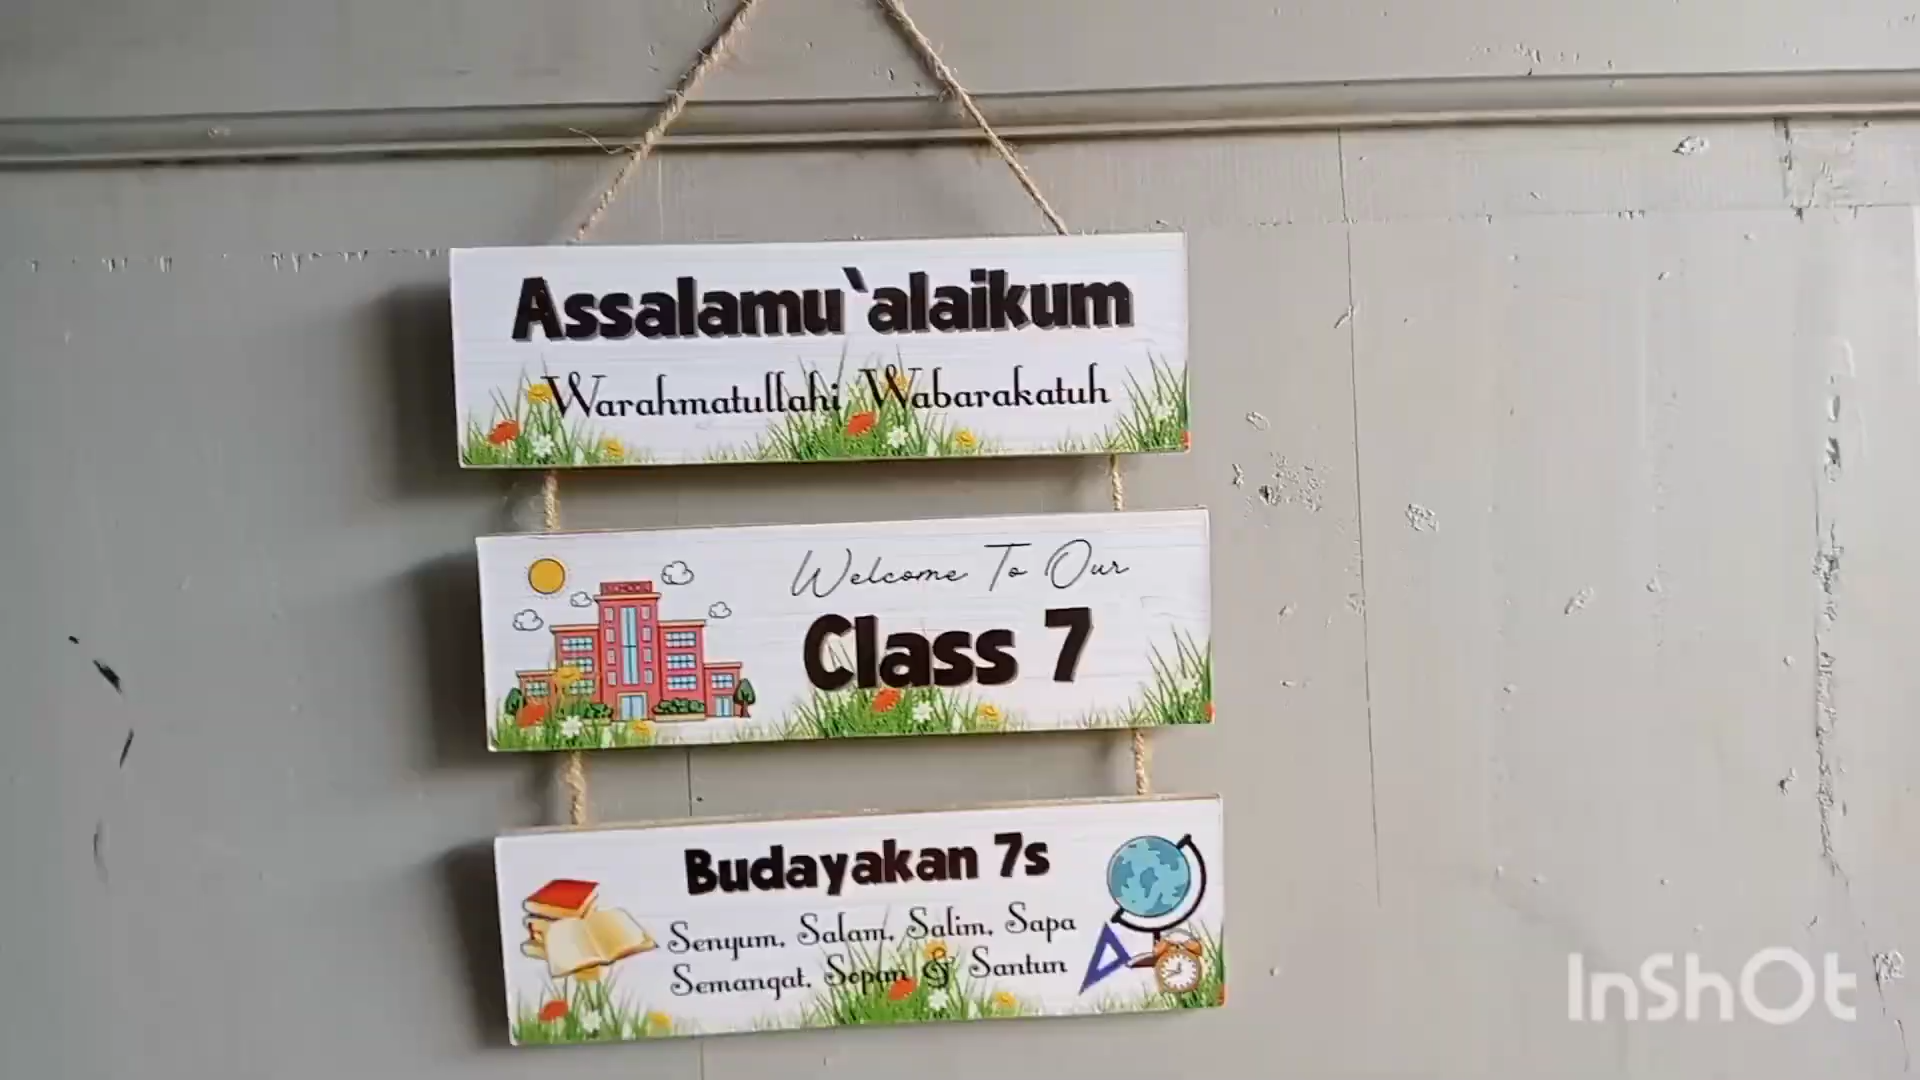 Assalamu`alaikum
Warahmatullahi Wabarakatuh
SCHOOL
Welcome To Our
Class 7
Budayakan 7s
Senyum, Salam, Salim, Sapa
Semangat, Sopan & Santun
InShOt